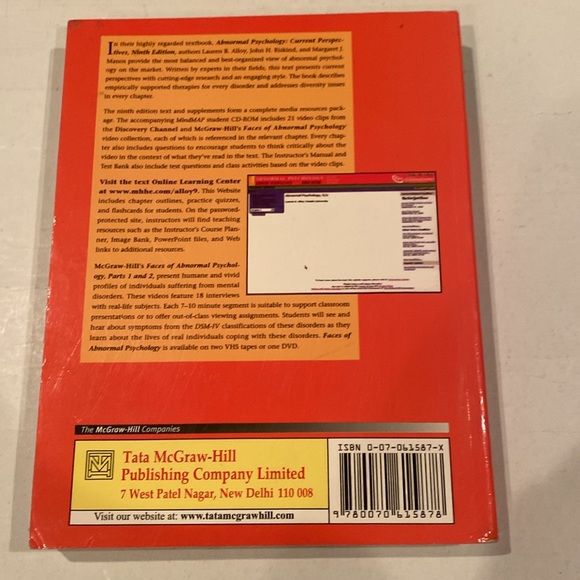 In their highly regarded textbook, Abnormal Psychology: Current Perspec-
tives, Ninth Edition, authors Lauren B. Alloy, John H. Riskind, and Margaret J.
Manos provide the most balanced and best-organized view of abnormal psychol-
ogy on the market. Written by experts in their fields, this text presents current
perspectives with cutting-edge research and an engaging style. The book describes
empirically supported therapies for every disorder and addresses diversity issues
in every chapter.
The ninth edition text and supplements form a complete media resources pack-
age. The accompanying MindMAP student CD-ROM includes 21 video clips from
the Discovery Channel and McGraw-Hill's Faces of Abnormal Psychology
video collection, each of which is referenced in the relevant chapter. Every chap-
ter also includes questions to encourage students to think critically about the
video in the context of what they've read in the text. The Instructor's Manual and
Test Bank also include test questions and class activities based on the video clips.
Visit the text Online Learning Center
at www.mhhe.com/alloy9. This Website
includes chapter outlines, practice quizzes,
and flashcards for students. On the password-
protected site, instructors will find teaching
resources such as the Instructor's Course Plan-
ner, Image Bank, PowerPoint files, and Web
links to additional resources.
McGraw-Hill's Faces of Abnormal Psychol-
ogy, Parts 1 and 2, present humane and vivid
profiles of individuals suffering from mental
disorders. These videos feature 18 interviews
with real-life subjects. Each 7–10 minute segment is suitable to support classroom
presentations or to offer out-of-class viewing assignments. Students will see and
hear about symptoms from the DSM-IV classifications of these disorders as they
learn about the lives of real individuals coping with these disorders. Faces of
Abnormal Psychology is available on two VHS tapes or one DVD.
The McGraw-Hill Companies
Tata McGraw-Hill
Publishing Company Limited
7 West Patel Nagar, New Delhi 110 008
Visit our website at: www.tatamcgrawhill.com
ISBN 0-07-061587-X
9 780070 615878